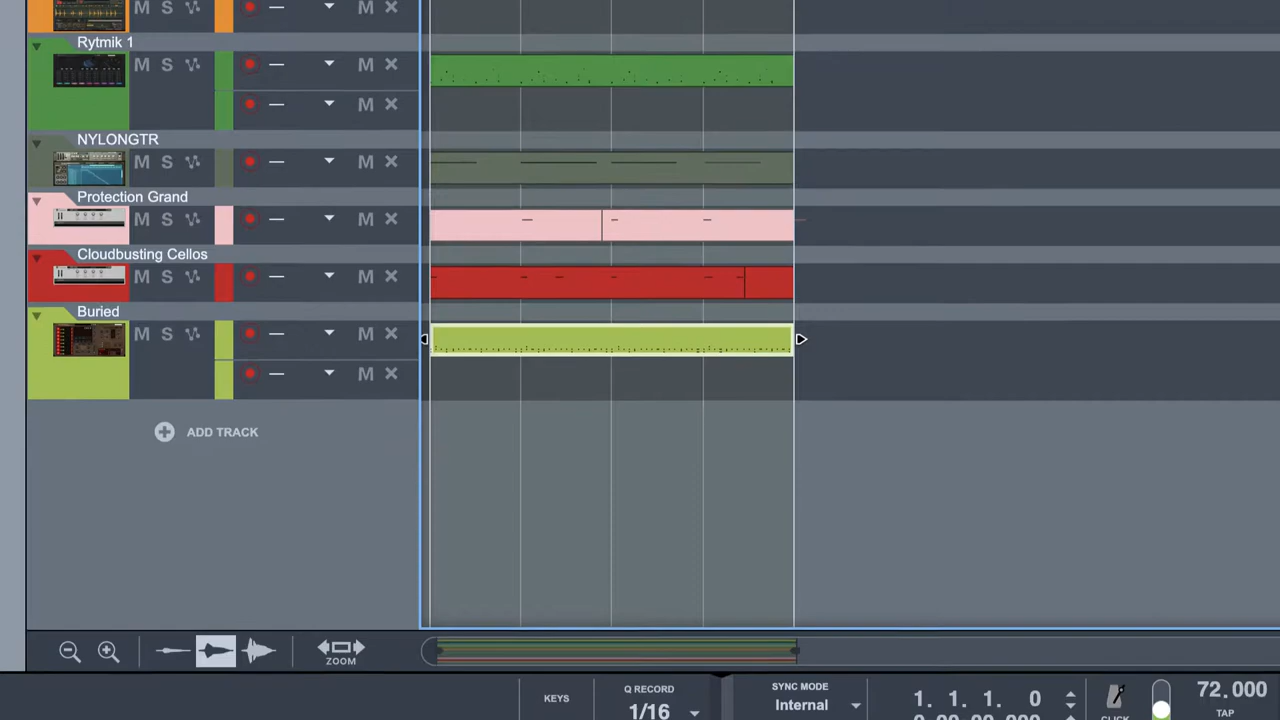 M S M
Rytmik 1
M S M
M
NYLONGTR
M S M
Protection Grand
M S M
Cloudbusting Cellos
M S M
Buried
M S M
M
ADD TRACK
ZOOM
KEYS
Q RECORD
1/16
SYNC MODE
Internal
1. 1. 1. 0
CLICK
72.000
TAP